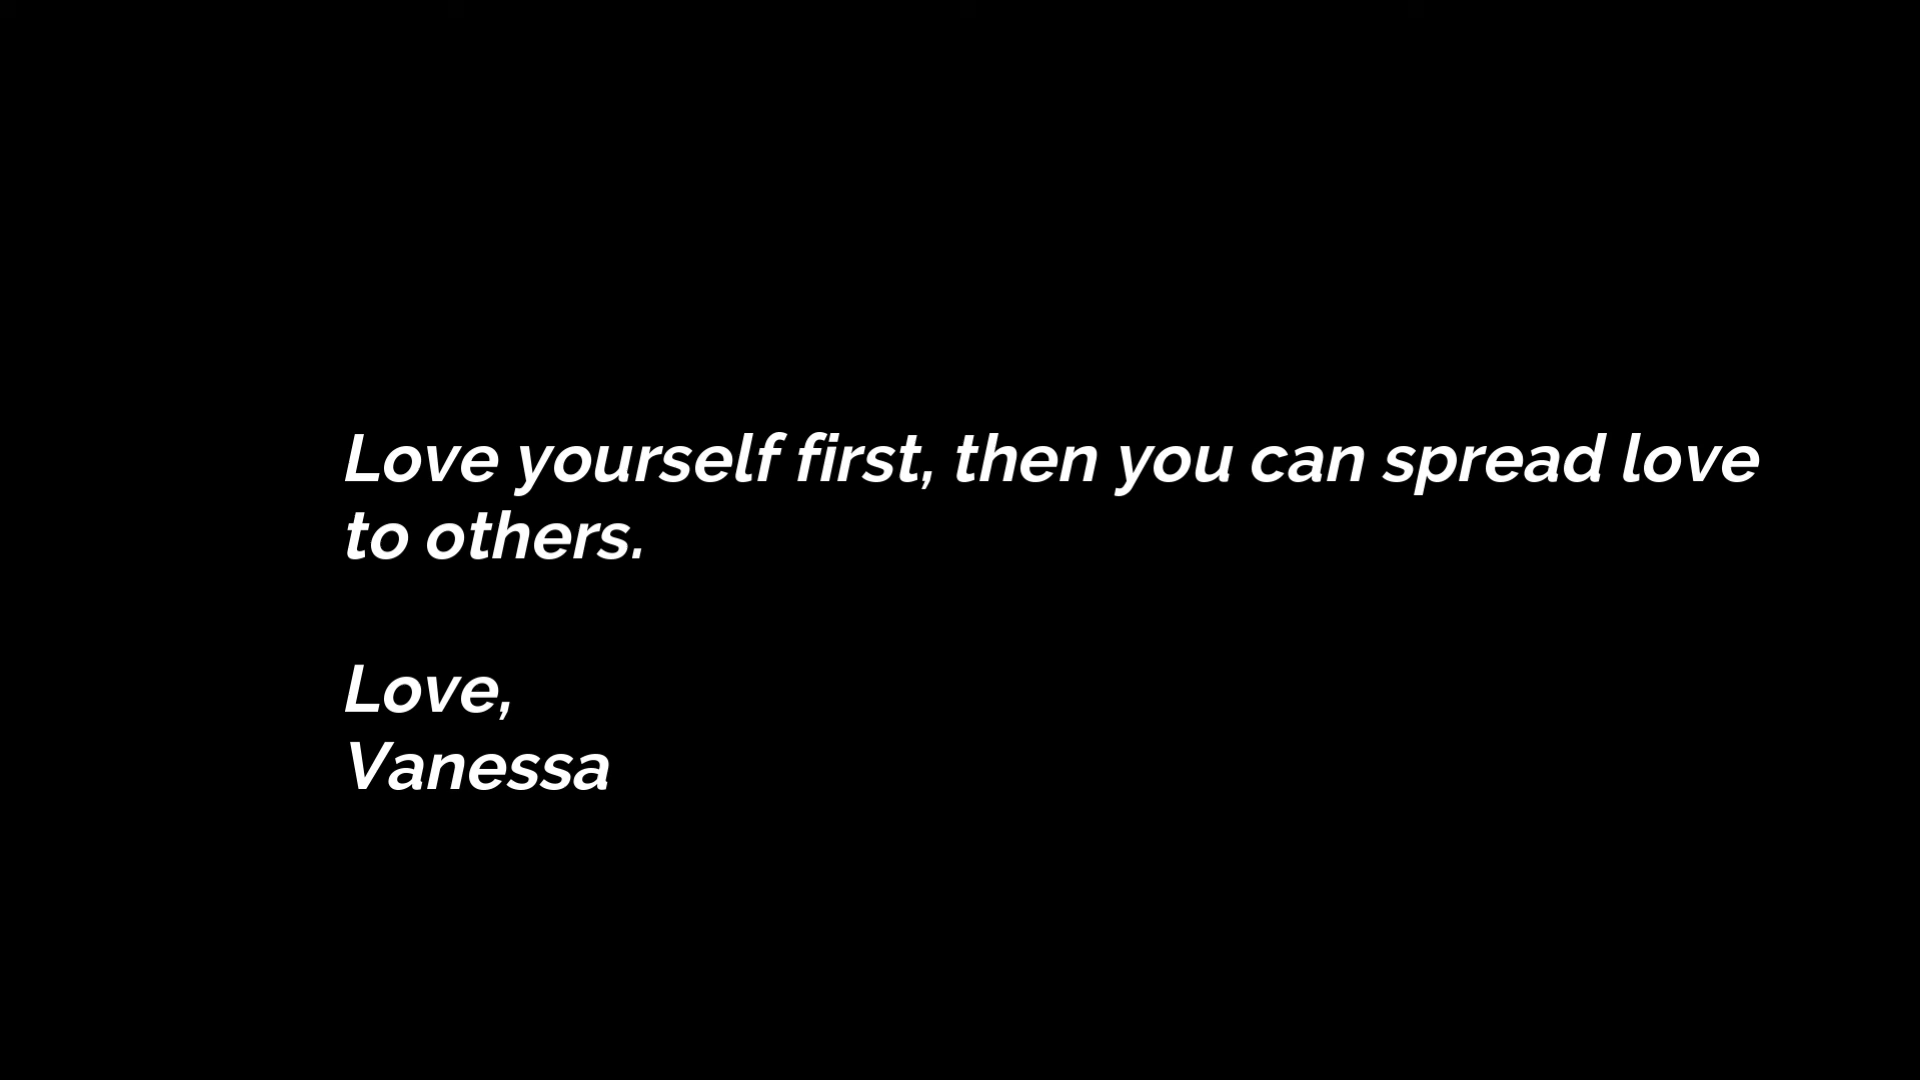 Love yourself first, then you can spread love
to others.
Love,
Vanessa